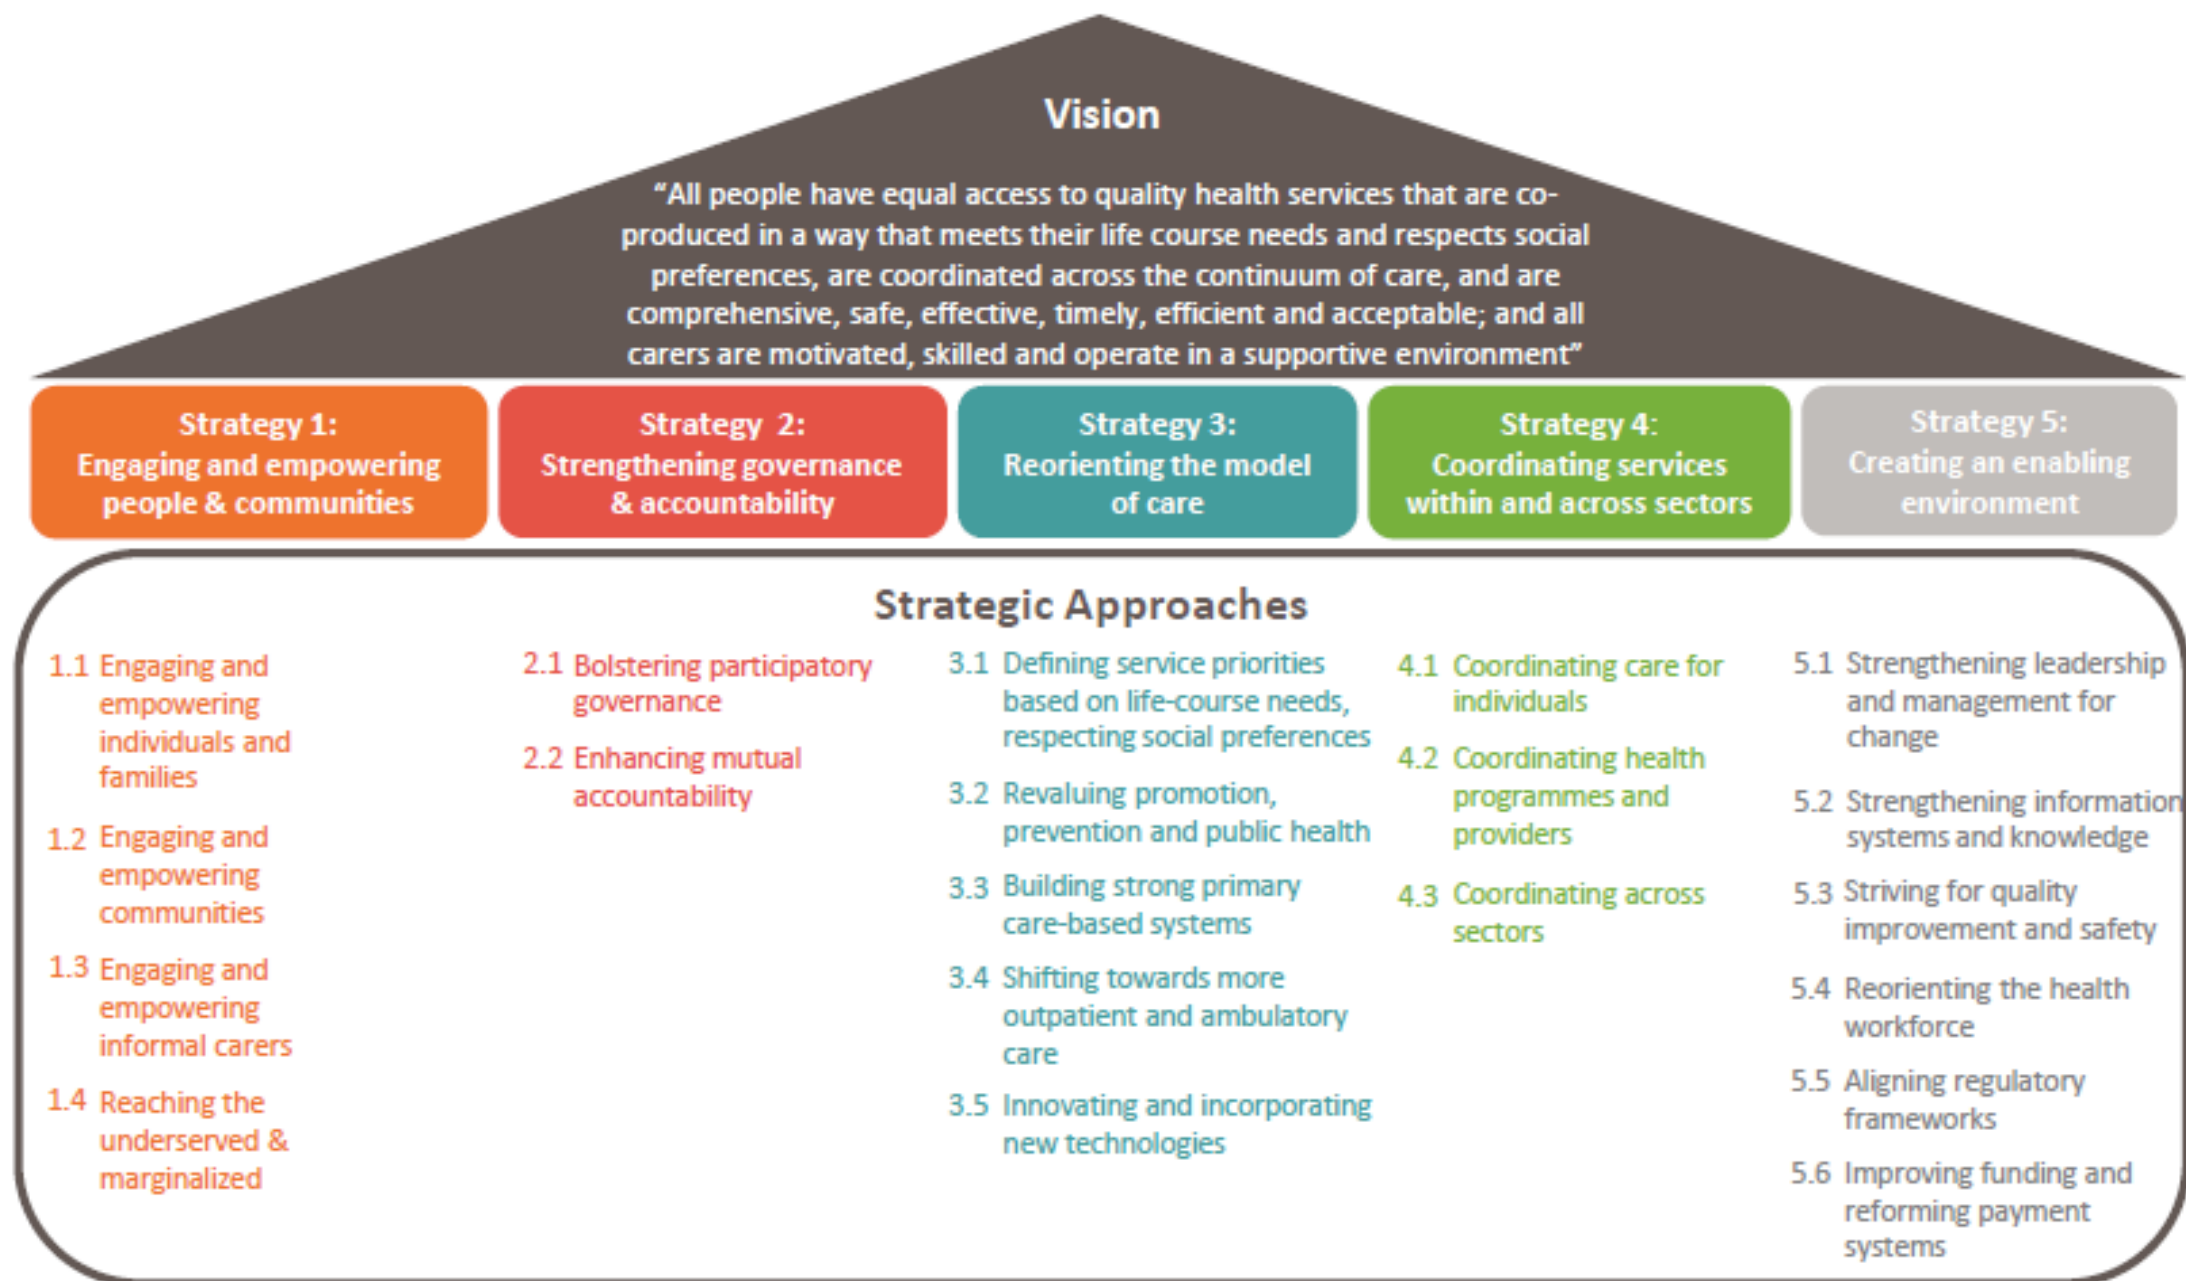 Vision
“All people have equal access to quality health services that are co-
produced in a way that meets their life course needs and respects social
preferences, are coordinated across the continuum of care, and are
comprehensive, safe, effective, timely, efficient and acceptable; and all
carers are motivated, skilled and operate in a supportive environment”
Strategy 1:
Engaging and empowering
people & communities
Strategy 2:
Strengthening governance
& accountability
Strategy 3:
Reorienting the model
of care
Strategy 4:
Coordinating services
within and across sectors
Strategy 5:
Creating an enabling
environment
Strategic Approaches
1.1 Engaging and
empowering
individuals and
families
1.2 Engaging and
empowering
communities
1.3 Engaging and
empowering
informal carers
1.4 Reaching the
underserved &
marginalized
2.1 Bolstering participatory
governance
2.2 Enhancing mutual
accountability
3.1 Defining service priorities
based on life-course needs,
respecting social preferences
3.2 Revaluing promotion,
prevention and public health
3.3 Building strong primary
care-based systems
3.4 Shifting towards more
outpatient and ambulatory
care
3.5 Innovating and incorporating
new technologies
4.1 Coordinating care for
individuals
4.2 Coordinating health
programmes and
providers
4.3 Coordinating across
sectors
5.1 Strengthening leadership
and management for
change
5.2 Strengthening information
systems and knowledge
5.3 Striving for quality
improvement and safety
5.4 Reorienting the health
workforce
5.5 Aligning regulatory
frameworks
5.6 Improving funding and
reforming payment
systems